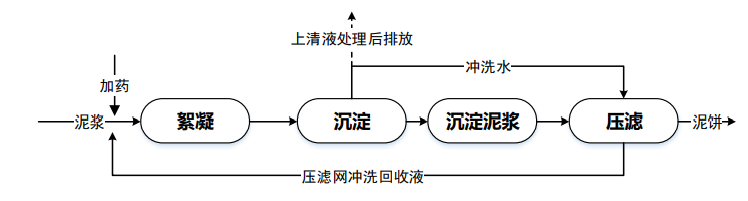 上清液处理后排放
冲洗水
加药
泥浆
絮凝
沉淀
沉淀泥浆
压滤
泥饼
压滤网冲洗回收液